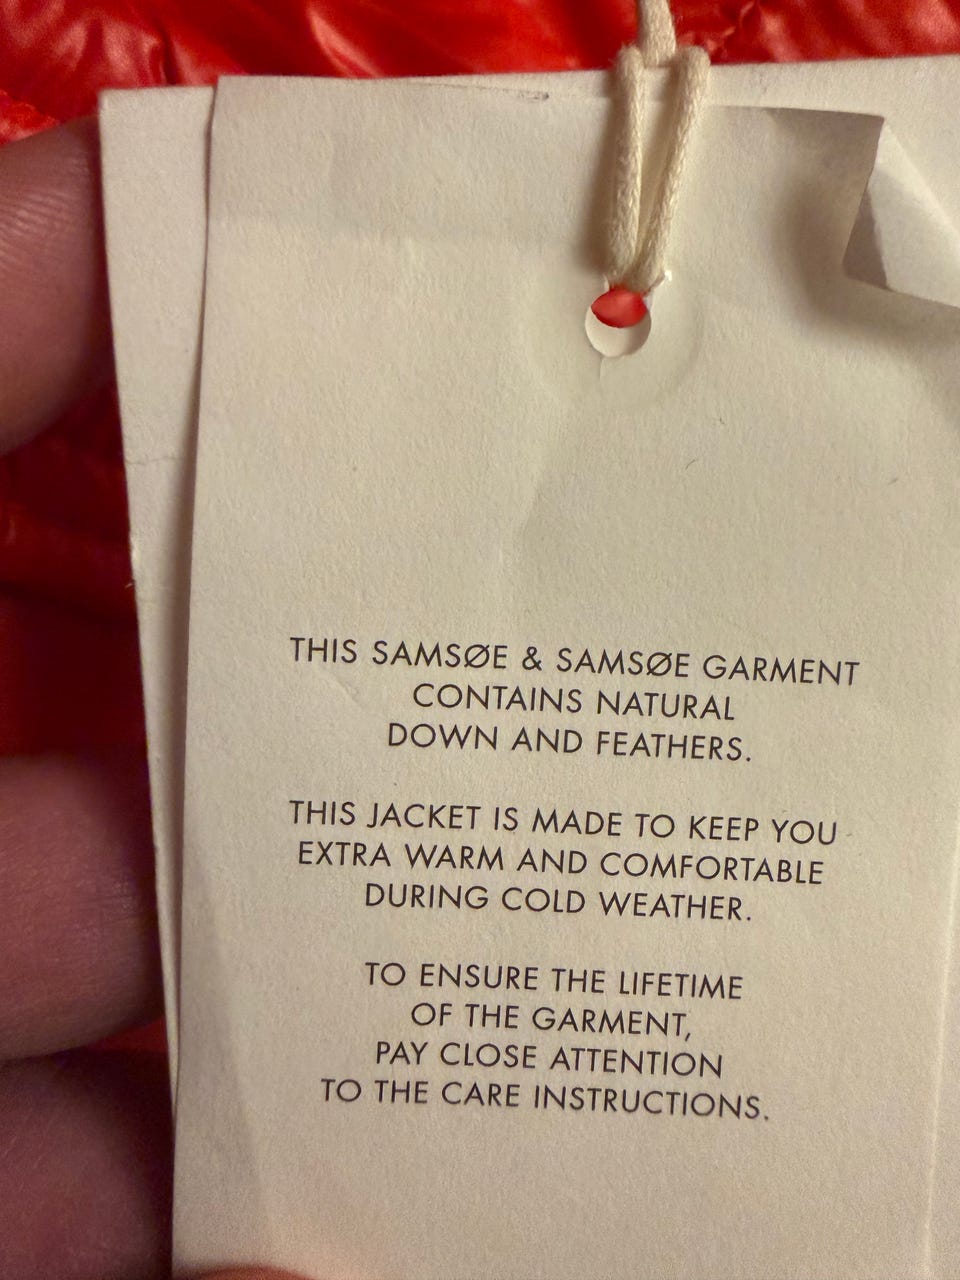 THIS SAMSØE & SAMSØE GARMENT
CONTAINS NATURAL
DOWN AND FEATHERS.
THIS JACKET IS MADE TO KEEP YOU
EXTRA WARM AND COMFORTABLE
DURING COLD WEATHER.
TO ENSURE THE LIFETIME
OF THE GARMENT,
PAY CLOSE ATTENTION
TO THE CARE INSTRUCTIONS.